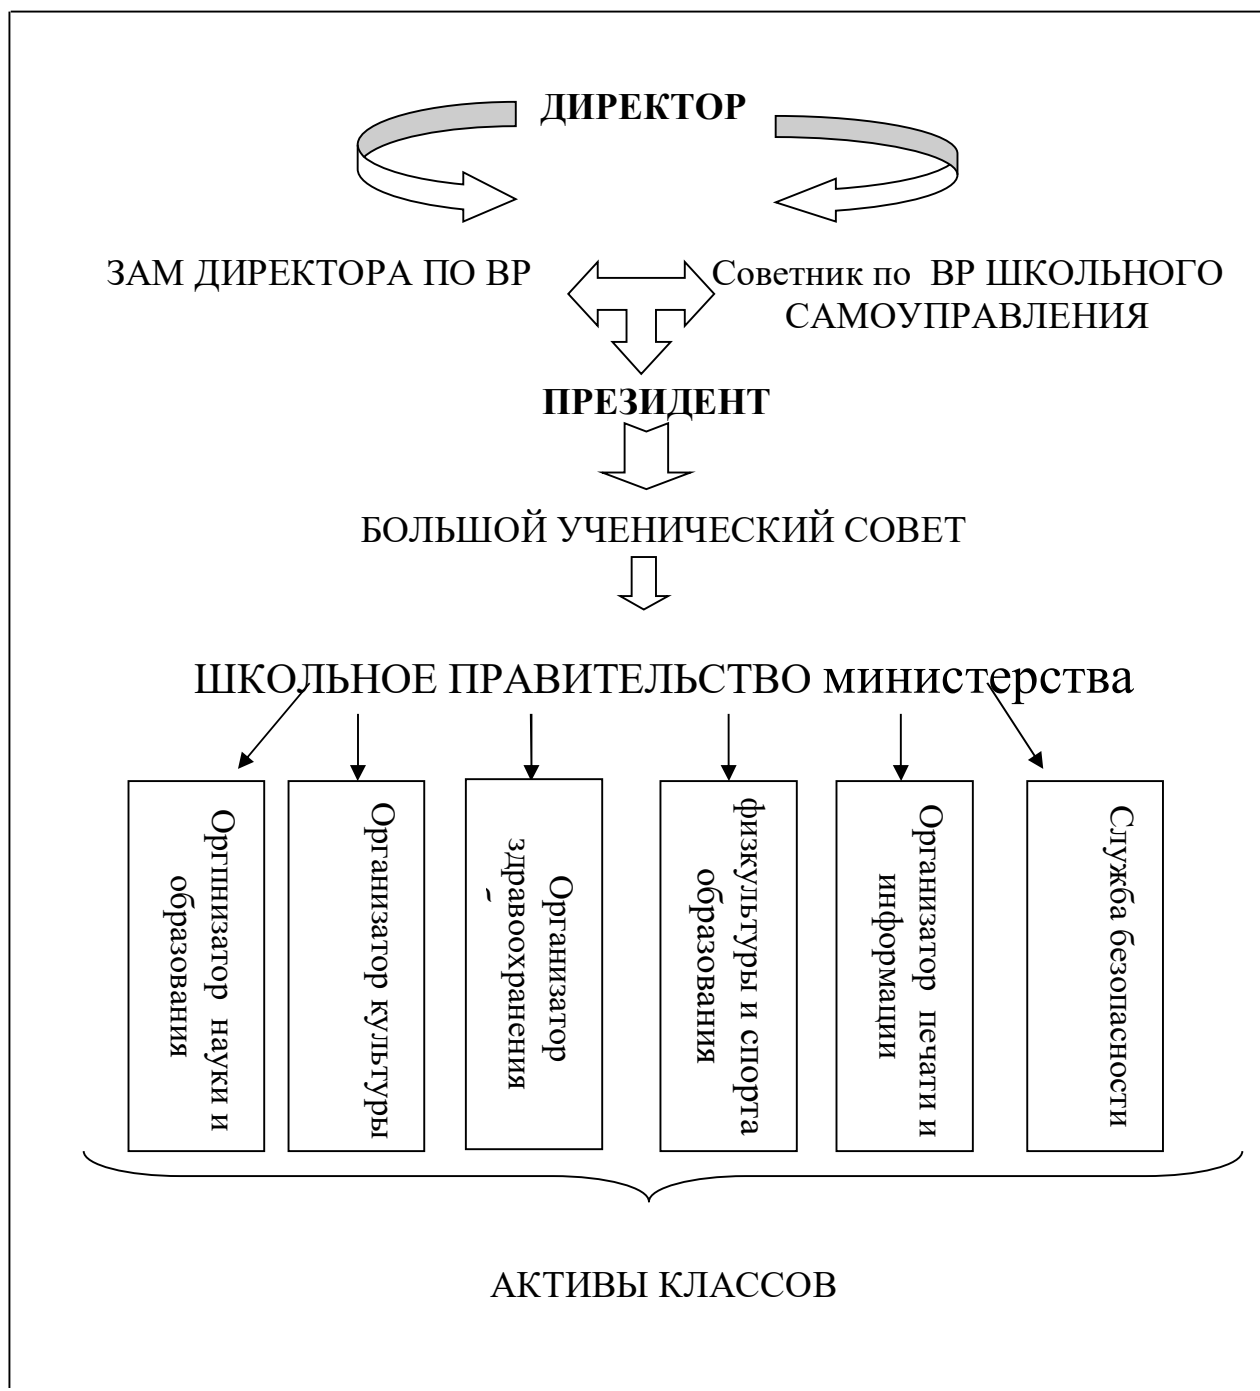 ДИРЕКТОР
ЗАМ ДИРЕКТОРА ПО ВР
Советник по ВР ШКОЛЬНОГО
САМОУПРАВЛЕНИЯ
ПРЕЗИДЕНТ
БОЛЬШОЙ УЧЕНИЧЕСКИЙ СОВЕТ
ШКОЛЬНОЕ ПРАВИТЕЛЬСТВО министерства
Оргпнизатор науки и
образования
Организатор культуры
Организатор
здравоохранения
физкультуры и спорта
образования
Организатор печати и
информации
Служба безопасности
АКТИВЫ КЛАССОВ